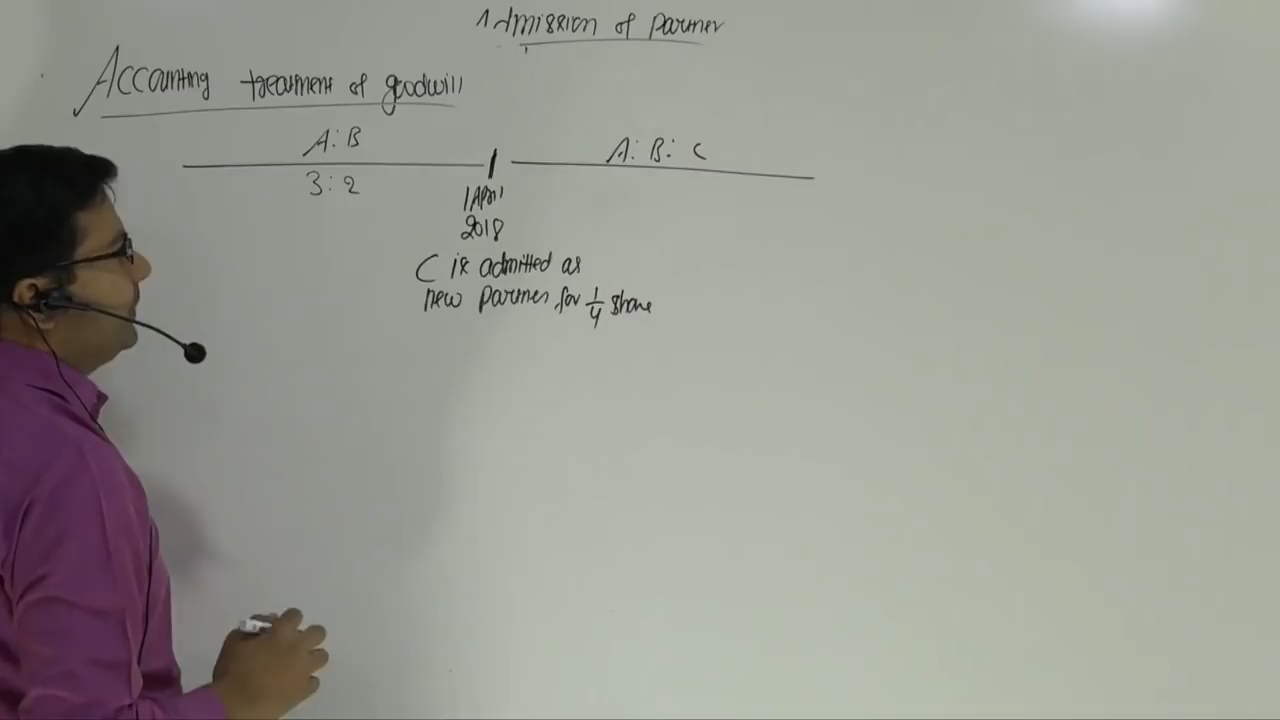 Admission of partner
Accounting treatment of goodwill
A: B
A: B: C
3: 2
1 April
2018
C is admitted as
new partner for 1/4 share